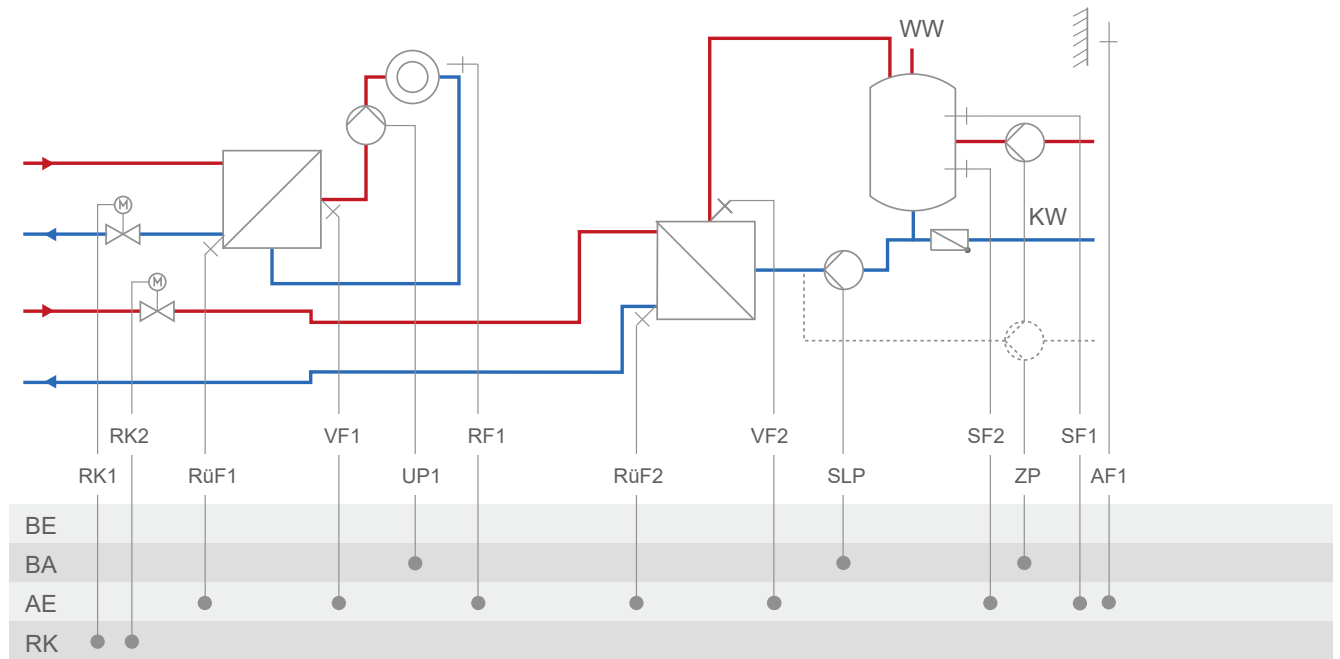 WW
M
KW
M
RK2 VF1 RF1 VF2 SF2 SF1
RK1 RüF1 UP1 RüF2 SLP ZP AF1
BE
BA
AE
RK